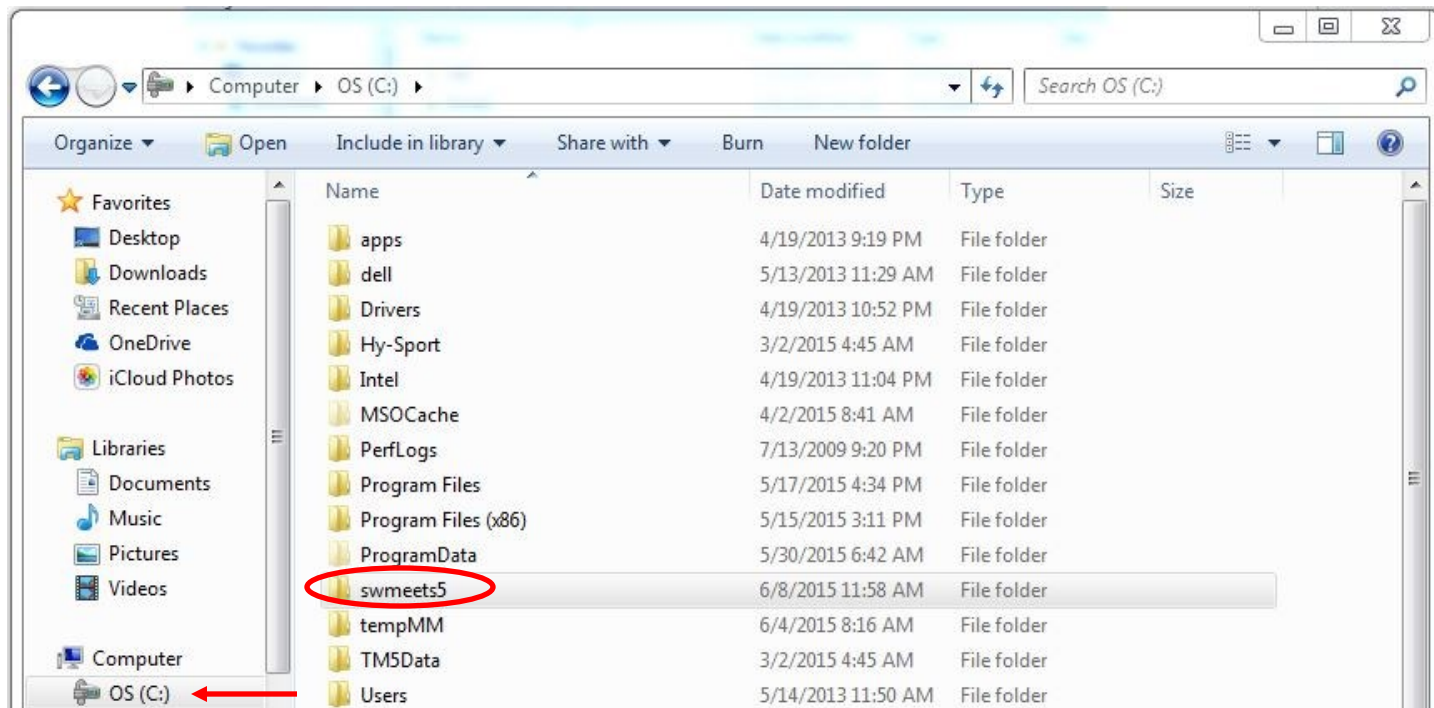 Computer OS (C:) Search OS (C:)
Organize Open Include in library Share with Burn New folder
Favorites
Desktop
Downloads
Recent Places
OneDrive
iCloud Photos
Libraries
Documents
Music
Pictures
Videos
Computer
OS (C:)
Name Date modified Type Size
apps 4/19/2013 9:19 PM File folder
dell 5/13/2013 11:29 AM File folder
Drivers 4/19/2013 10:52 PM File folder
Hy-Sport 3/2/2015 4:45 AM File folder
Intel 4/19/2013 11:04 PM File folder
MSOCache 4/2/2015 8:41 AM File folder
PerfLogs 7/13/2009 9:20 PM File folder
Program Files 5/17/2015 4:34 PM File folder
Program Files (x86) 5/15/2015 3:11 PM File folder
ProgramData 5/30/2015 6:42 AM File folder
swmeets5 6/8/2015 11:58 AM File folder
tempMM 6/4/2015 8:16 AM File folder
TM5Data 3/2/2015 4:45 AM File folder
Users 5/14/2013 11:50 AM File folder